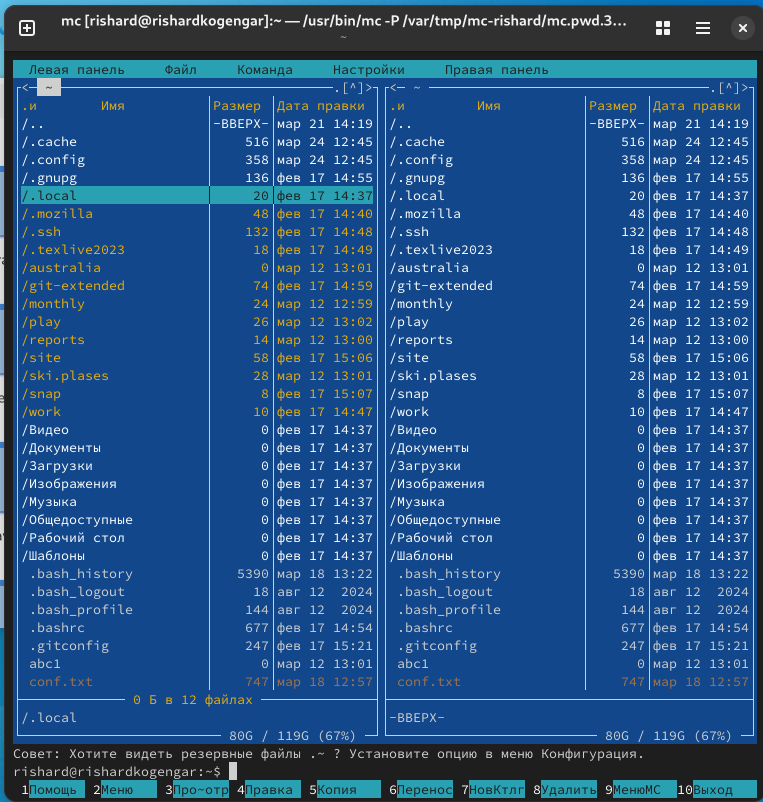 mc [rishard@rishardkogengar]:~ — /usr/bin/mc -P /var/tmp/mc-rishard/mc.pwd.3…
~
Левая панель Файл Команда Настройки Правая панель
<─ ~ .[^]> <─ ~ .[^]>
.и Имя Размер Дата правки .и Имя Размер Дата правки
/.. -ВВЕРХ- мар 21 14:19 /.. -ВВЕРХ- мар 21 14:19
/.cache 516 мар 24 12:45 /.cache 516 мар 24 12:45
/.config 358 мар 24 12:45 /.config 358 мар 24 12:45
/.gnupg 136 фев 17 14:55 /.gnupg 136 фев 17 14:55
/.local 20 фев 17 14:37 /.local 20 фев 17 14:37
/.mozilla 48 фев 17 14:40 /.mozilla 48 фев 17 14:40
/.ssh 132 фев 17 14:48 /.ssh 132 фев 17 14:48
/.texlive2023 18 фев 17 14:49 /.texlive2023 18 фев 17 14:49
/australia 0 мар 12 13:01 /australia 0 мар 12 13:01
/git-extended 74 фев 17 14:59 /git-extended 74 фев 17 14:59
/monthly 24 мар 12 12:59 /monthly 24 мар 12 12:59
/play 26 мар 12 13:02 /play 26 мар 12 13:02
/reports 14 мар 12 13:00 /reports 14 мар 12 13:00
/site 58 фев 17 15:06 /site 58 фев 17 15:06
/ski.plases 28 мар 12 13:01 /ski.plases 28 мар 12 13:01
/snap 8 фев 17 15:07 /snap 8 фев 17 15:07
/work 10 фев 17 14:47 /work 10 фев 17 14:47
/Видео 0 фев 17 14:37 /Видео 0 фев 17 14:37
/Документы 0 фев 17 14:37 /Документы 0 фев 17 14:37
/Загрузки 0 фев 17 14:37 /Загрузки 0 фев 17 14:37
/Изображения 0 фев 17 14:37 /Изображения 0 фев 17 14:37
/Музыка 0 фев 17 14:37 /Музыка 0 фев 17 14:37
/Общедоступные 0 фев 17 14:37 /Общедоступные 0 фев 17 14:37
/Рабочий стол 0 фев 17 14:37 /Рабочий стол 0 фев 17 14:37
/Шаблоны 0 фев 17 14:37 /Шаблоны 0 фев 17 14:37
.bash_history 5390 мар 18 13:22 .bash_history 5390 мар 18 13:22
.bash_logout 18 авг 12 2024 .bash_logout 18 авг 12 2024
.bash_profile 144 авг 12 2024 .bash_profile 144 авг 12 2024
.bashrc 677 фев 17 14:54 .bashrc 677 фев 17 14:54
.gitconfig 247 фев 17 15:21 .gitconfig 247 фев 17 15:21
abc1 0 мар 12 13:01 abc1 0 мар 12 13:01
conf.txt 747 мар 18 12:57 conf.txt 747 мар 18 12:57
0 Б в 12 файлах
/.local -ВВЕРХ-
80G / 119G (67%) 80G / 119G (67%)
Совет: Хотите видеть резервные файлы .~ ? Установите опцию в меню Конфигурация.
rishard@rishardkogengar:~$
1Помощь 2Меню 3Про~отр 4Правка 5Копия 6Перенос 7НовКтлг 8Удалить 9МенюMC 10Выход